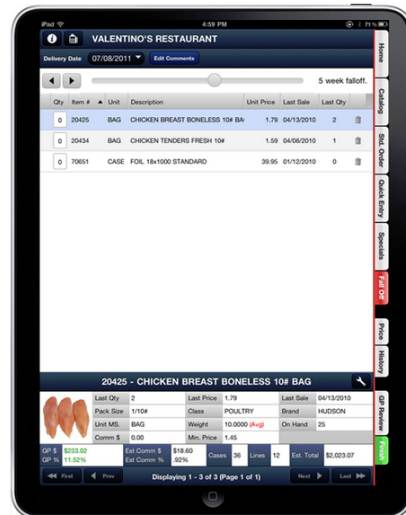 iPad 4:59 PM 71%
VALENTINO'S RESTAURANT
Delivery Date 07/08/2011 Edit Comments
5 week falloff.
Qty Item # Unit Description Unit Price Last Sale Last Qty
0 20425 BAG CHICKEN BREAST BONELESS 10# BA 1.79 04/13/2010 2
0 20434 BAG CHICKEN TENDERS FRESH 10# 1.59 04/06/2010 1
0 70651 CASE FOIL 18x1000 STANDARD 39.95 01/12/2010 0
Home
Catalog
Std. Order
Quick Entry
Specials
Fall Off
Price
History
GP Review
Finish
20425 - CHICKEN BREAST BONELESS 10# BAG
Last Qty 2 Last Price 1.79 Last Sale 04/13/2010
Pack Size 1/10# Class POULTRY Brand HUDSON
Unit MS. BAG Weight 10.0000 (Avg) On Hand 25
Comm $ 0.00 Min. Price 1.45
GP $ $233.02 Est Comm $ $18.60 Cases 36 Lines 12 Est. Total $2,023.07
GP % 11.52% Est Comm % .92%
First Prev Displaying 1 - 3 of 3 (Page 1 of 1) Next Last